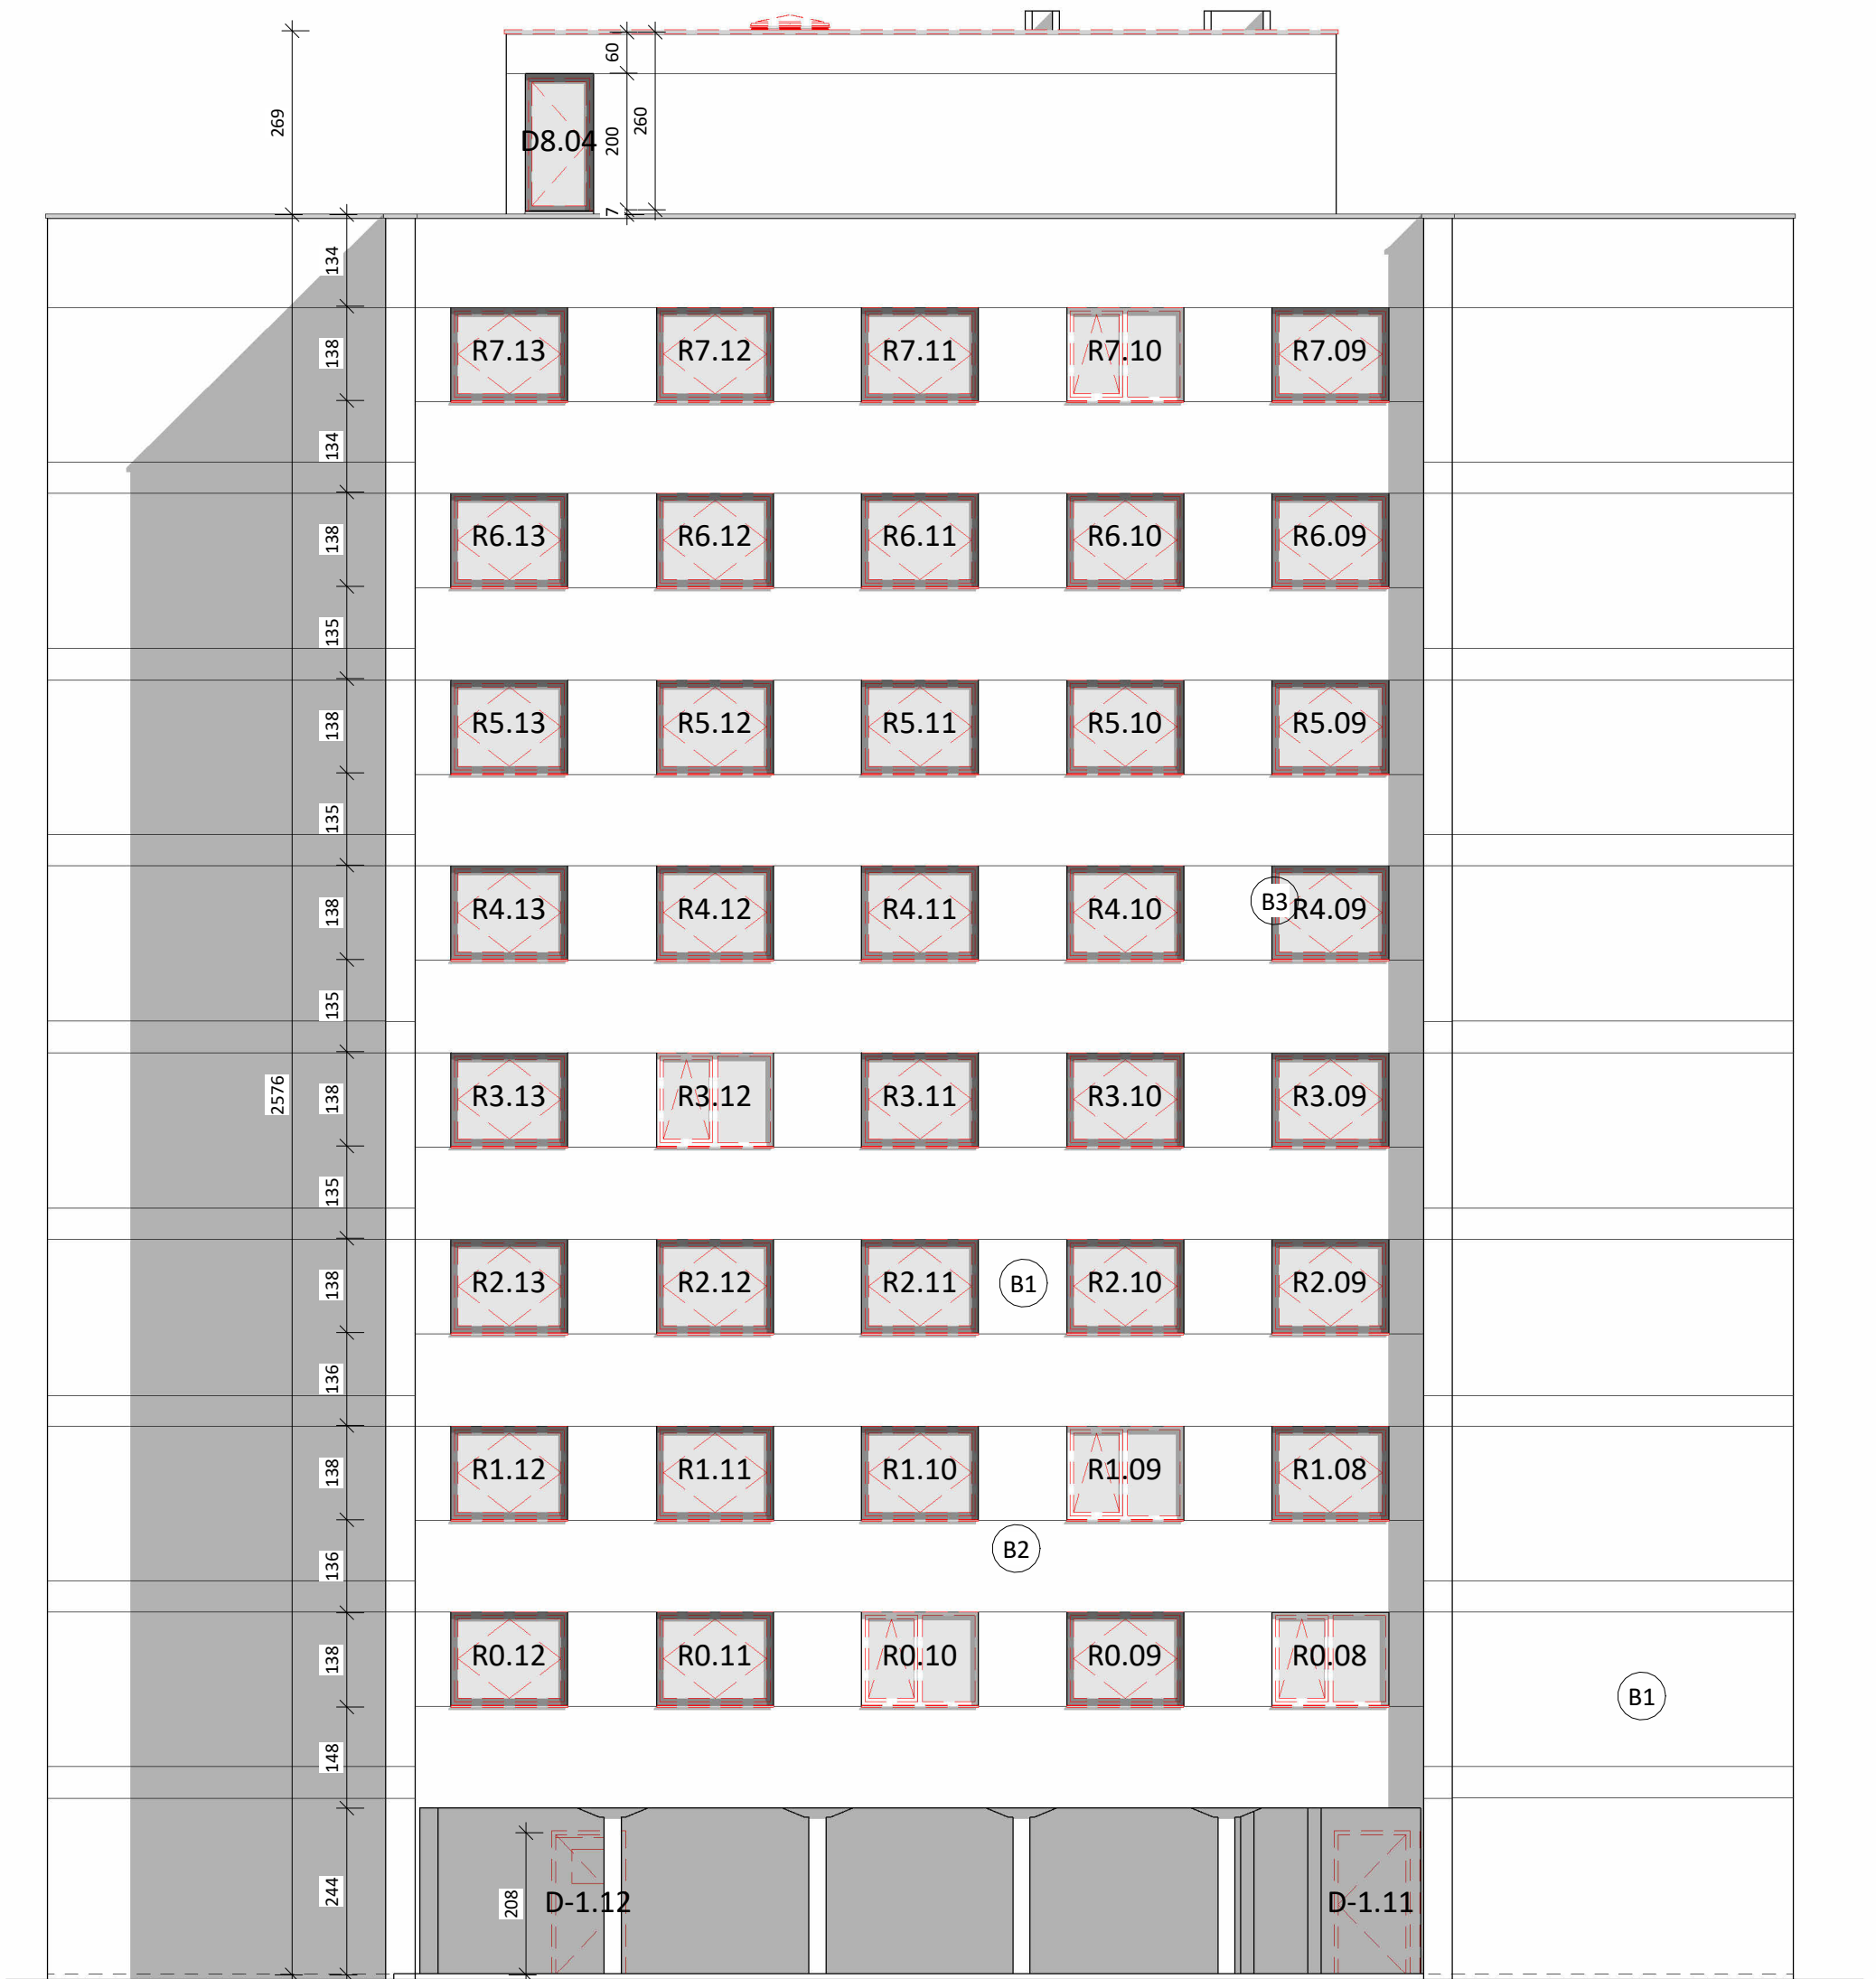 60
269
D8.04
200
260
7
134
R7.13 R7.12 R7.11 R7.10 R7.09
138
134
R6.13 R6.12 R6.11 R6.10 R6.09
138
135
R5.13 R5.12 R5.11 R5.10 R5.09
138
135
B3
R4.13 R4.12 R4.11 R4.10 R4.09
138
135
2576
R3.13 R3.12 R3.11 R3.10 R3.09
138
135
R2.13 R2.12 R2.11 B1 R2.10 R2.09
138
136
R1.12 R1.11 R1.10 R1.09 R1.08
138
B2
136
R0.12 R0.11 R0.10 R0.09 R0.08
138
B1
148
244
208
D-1.12 D-1.11